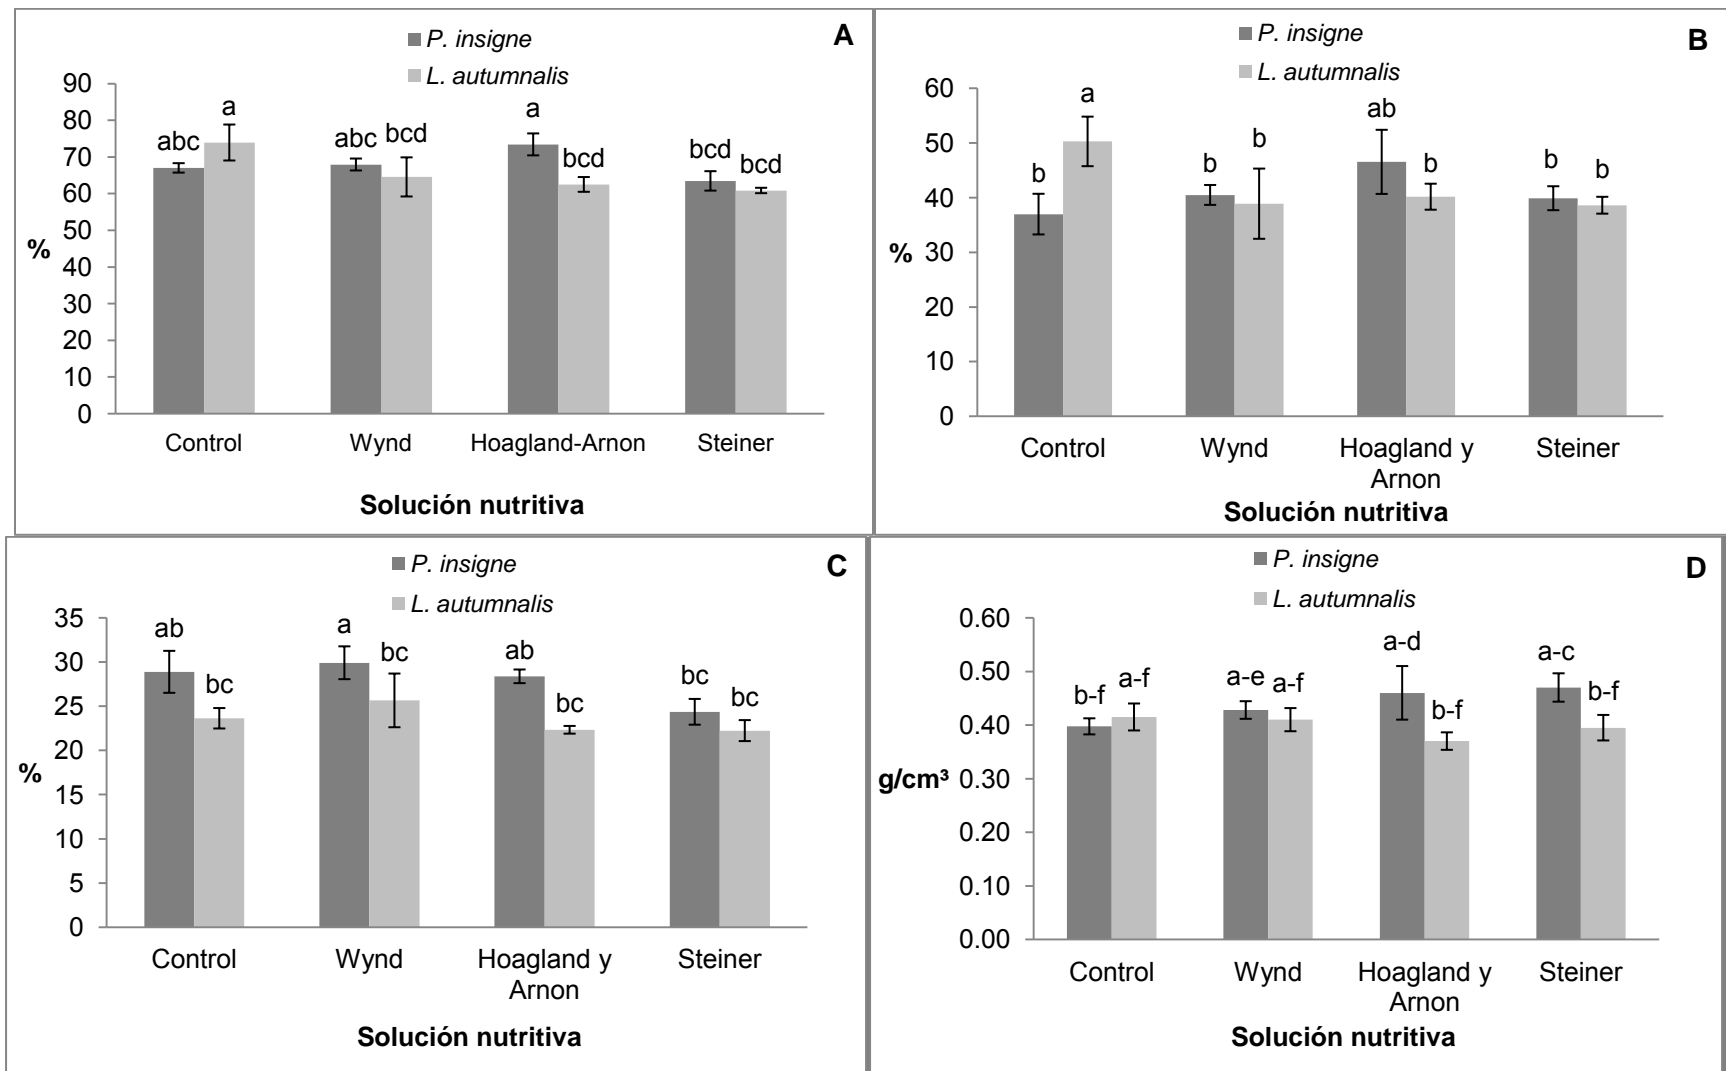 A
P. insigne
L. autumnalis
90
80
70
60
50
40
30
20
10
0
%
abc
a
abc
bcd
a
bcd
bcd
bcd
Control
Wynd
Hoagland-Arnon
Steiner
Solución nutritiva
B
P. insigne
L. autumnalis
60
50
40
30
20
10
0
%
b
a
b
b
ab
b
b
b
Control
Wynd
Hoagland y
Arnon
Steiner
Solución nutritiva
C
P. insigne
L. autumnalis
35
30
25
20
15
10
5
0
%
ab
bc
a
bc
ab
bc
bc
bc
Control
Wynd
Hoagland y
Arnon
Steiner
Solución nutritiva
D
P. insigne
L. autumnalis
0.60
0.50
0.40
0.30
0.20
0.10
0.00
g/cm³
b-f
a-f
a-e
a-f
a-d
b-f
a-c
b-f
Control
Wynd
Hoagland y
Arnon
Steiner
Solución nutritiva